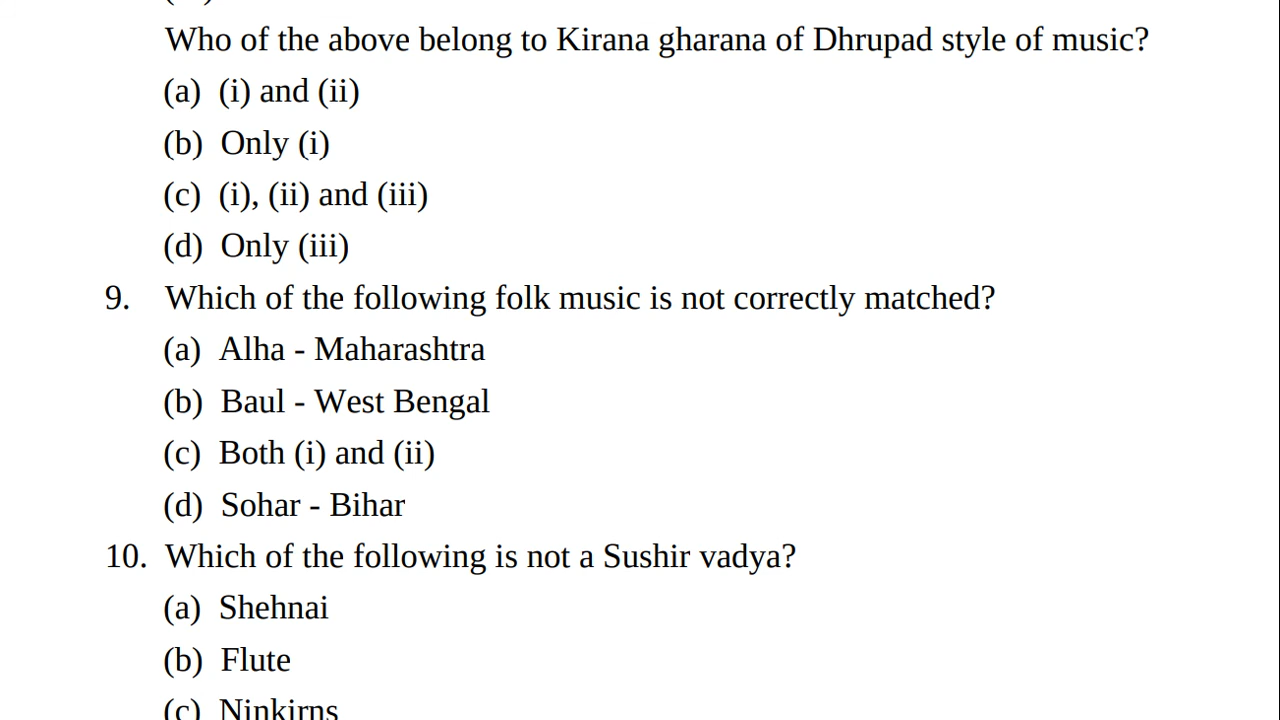 Who of the above belong to Kirana gharana of Dhrupad style of music?
(a) (i) and (ii)
(b) Only (i)
(c) (i), (ii) and (iii)
(d) Only (iii)
9. Which of the following folk music is not correctly matched?
(a) Alha - Maharashtra
(b) Baul - West Bengal
(c) Both (i) and (ii)
(d) Sohar - Bihar
10. Which of the following is not a Sushir vadya?
(a) Shehnai
(b) Flute
(c) Ninkirns